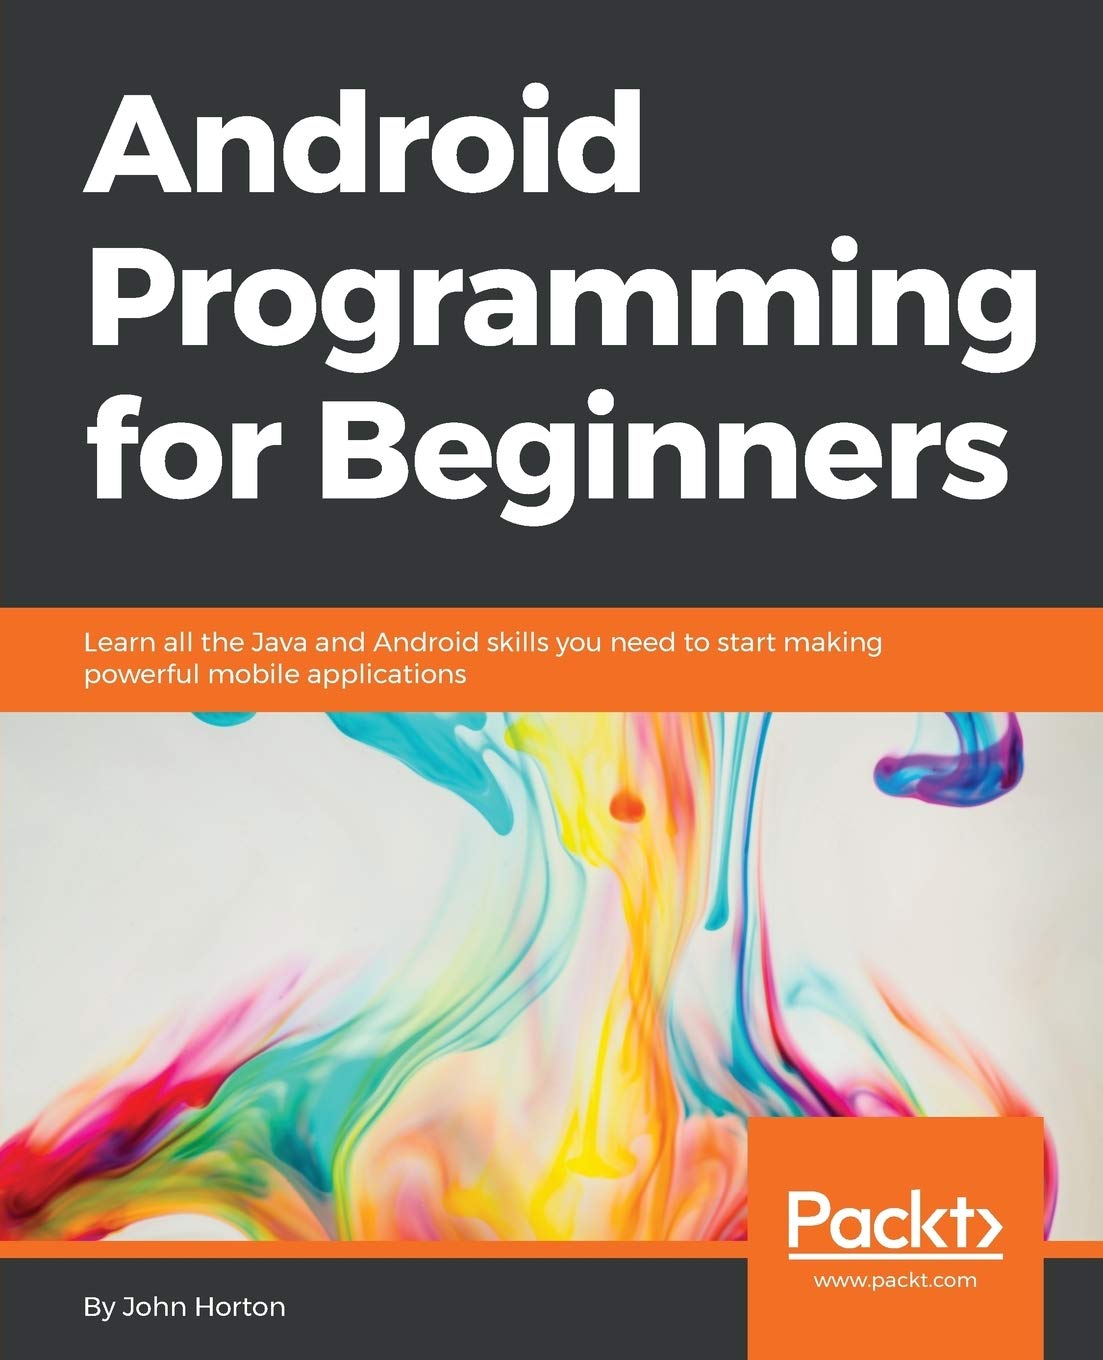 Android
Programming
for Beginners
Learn all the Java and Android skills you need to start making
powerful mobile applications
Packt>
www.packt.com
By John Horton